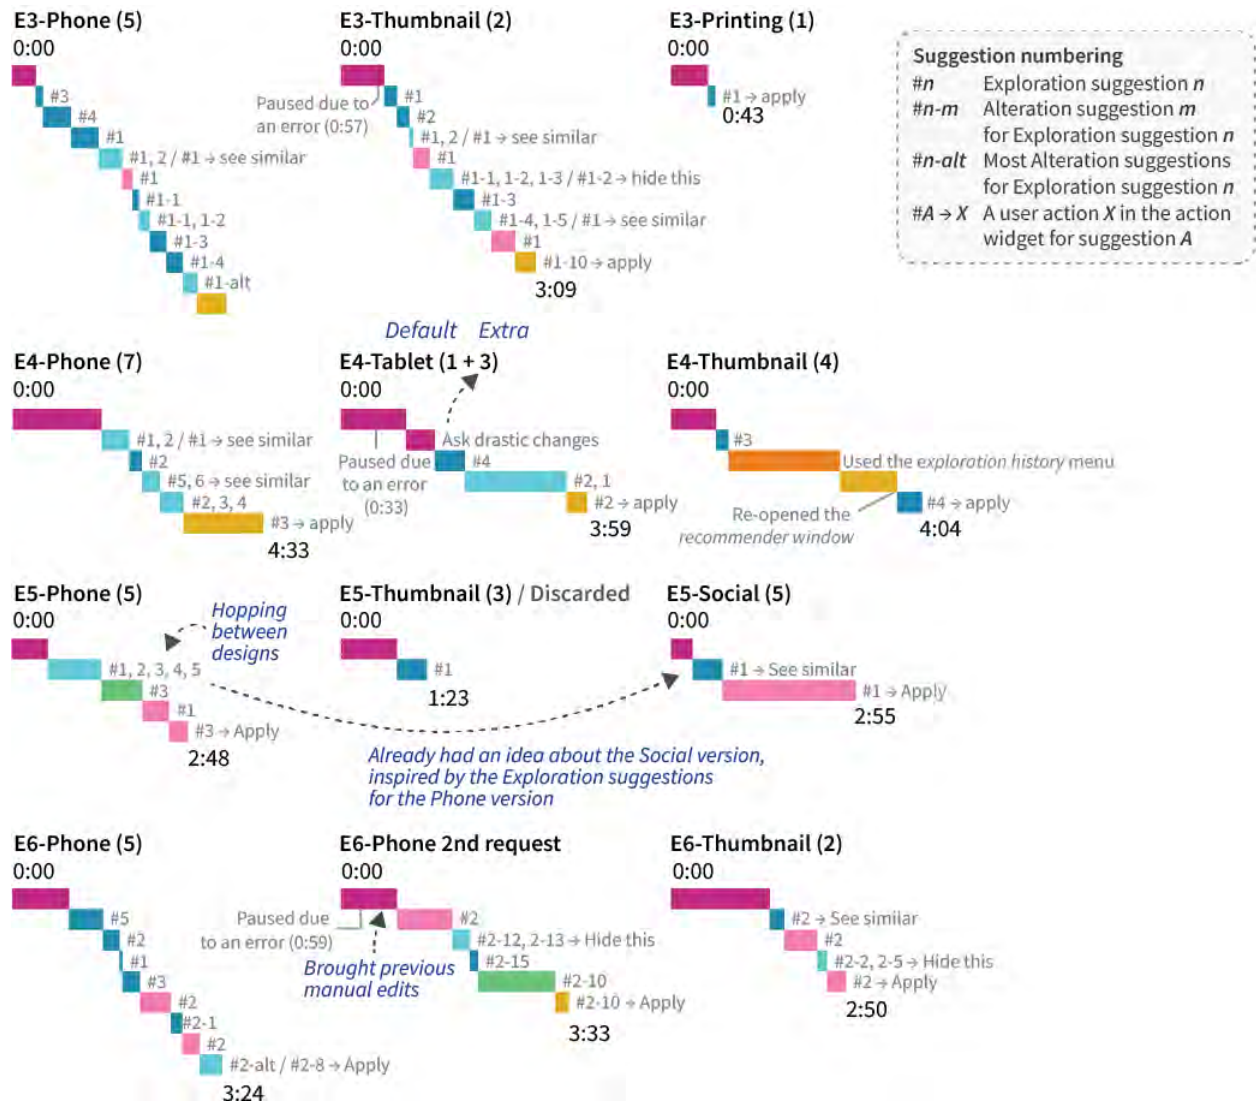 E3-Phone (5)
0:00
#3
#4
#1
#1, 2 / #1 → see similar
#1
#1-1
#1-1, 1-2
#1-3
#1-4
#1-alt
E3-Thumbnail (2)
0:00
Paused due to
an error (0:57)
#1
#2
#1, 2 / #1 → see similar
#1
#1-1, 1-2, 1-3 / #1-2 → hide this
#1-3
#1-4, 1-5 / #1 → see similar
#1
#1-10 → apply
3:09
E3-Printing (1)
0:00
#1 → apply
0:43
Suggestion numbering
#n Exploration suggestion n
#n-m Alteration suggestion m
for Exploration suggestion n
#n-alt Most Alteration suggestions
for Exploration suggestion n
#A → X A user action X in the action
widget for suggestion A
E4-Phone (7)
0:00
#1, 2 / #1 → see similar
#2
#5, 6 → see similar
#2, 3, 4
#3 → apply
4:33
Default Extra
E4-Tablet (1 + 3)
0:00
Ask drastic changes
Paused due
to an error
(0:33)
#4
#2, 1
#2 → apply
3:59
E4-Thumbnail (4)
0:00
#3
Used the exploration history menu
Re-opened the
recommender window
#4 → apply
4:04
E5-Phone (5)
0:00
Hopping
between
designs
#1, 2, 3, 4, 5
#3
#1
#3 → Apply
2:48
E5-Thumbnail (3) / Discarded
0:00
#1
1:23
E5-Social (5)
0:00
#1 → See similar
#1 → Apply
2:55
Already had an idea about the Social version,
inspired by the Exploration suggestions
for the Phone version
E6-Phone (5)
0:00
#5
#2
#1
#3
#2
#2-1
#2
#2-alt / #2-8 → Apply
3:24
E6-Phone 2nd request
0:00
Paused due
to an error (0:59)
Brought previous
manual edits
#2
#2-12, 2-13 → Hide this
#2-15
#2-10
#2-10 → Apply
3:33
E6-Thumbnail (2)
0:00
#2 → See similar
#2
#2-2, 2-5 → Hide this
#2 → Apply
2:50